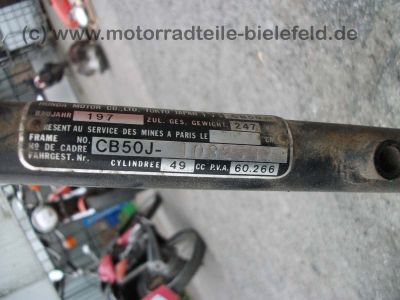 (c) www.motorradteile-bielefeld.de
HONDA MOTOR CO., LTD. TOKYO JAPAN
BAUJAHR 197 ZUL. GES. GEWICHT 247
PRESENT AU SERVICE DES MINES A PARIS LE
FRAME NO.
Nº DE CADRE CB50J-
FAHRGEST. Nr.
CYLINDREE 49 CC P.V.A. 60.266